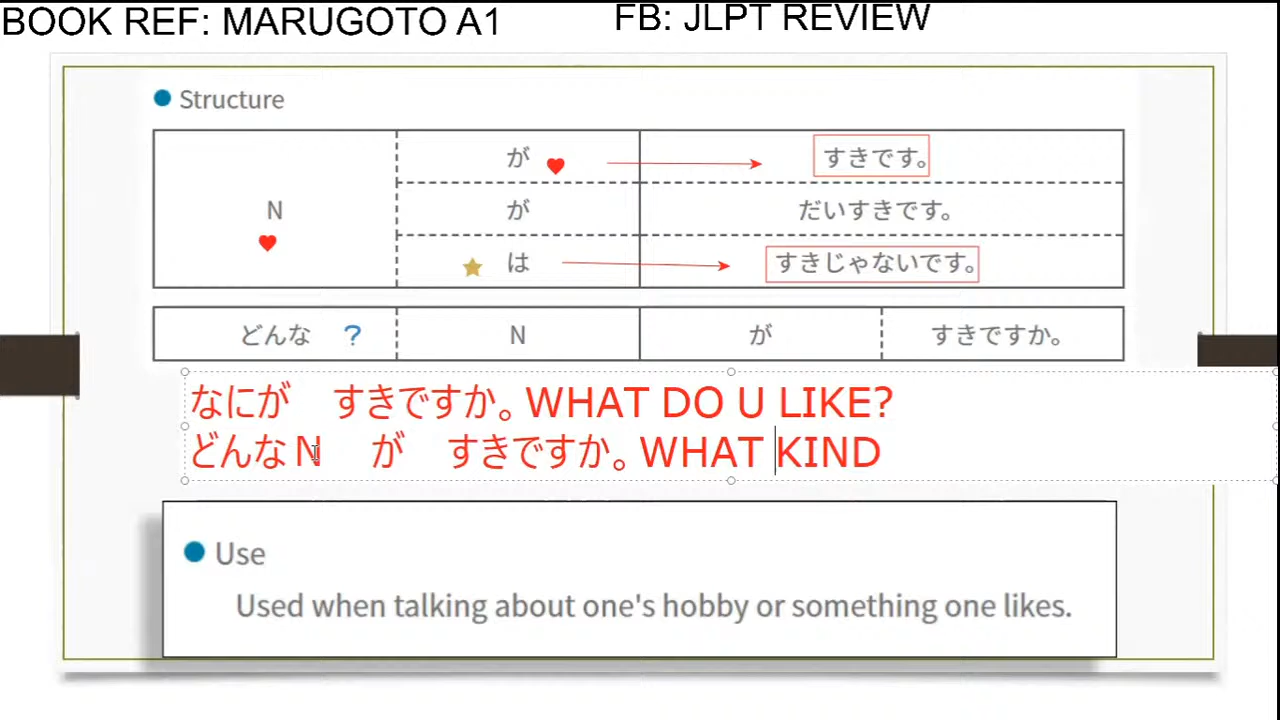 BOOK REF: MARUGOTO A1
FB: JLPT REVIEW
Structure
N
が
すきです。
が
だいすきです。
は
すきじゃないです。
どんな ?
N
が
すきですか。
なにが すきですか。WHAT DO U LIKE?
どんなN が すきですか。WHAT KIND
Use
Used when talking about one's hobby or something one likes.